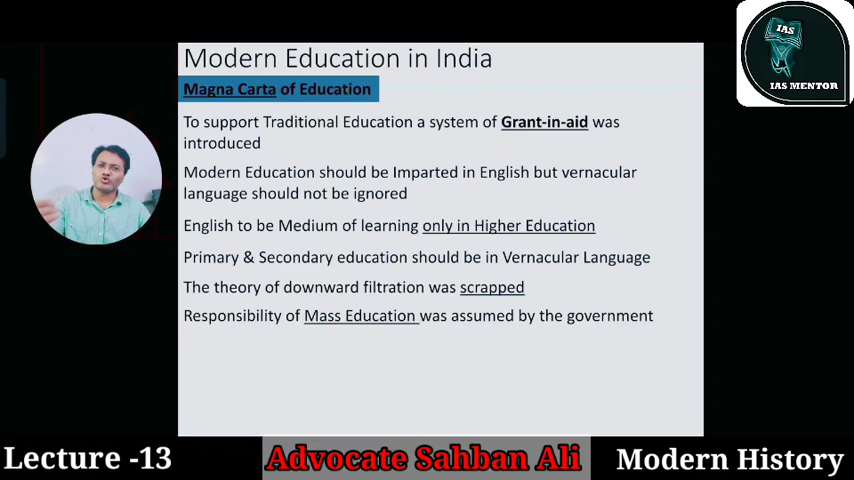 Modern Education in India
IAS
IAS MENTOR
Magna Carta of Education
To support Traditional Education a system of Grant-in-aid was
introduced
Modern Education should be Imparted in English but vernacular
language should not be ignored
English to be Medium of learning only in Higher Education
Primary & Secondary education should be in Vernacular Language
The theory of downward filtration was scrapped
Responsibility of Mass Education was assumed by the government
Lecture -13
Advocate Sahban Ali
Modern History